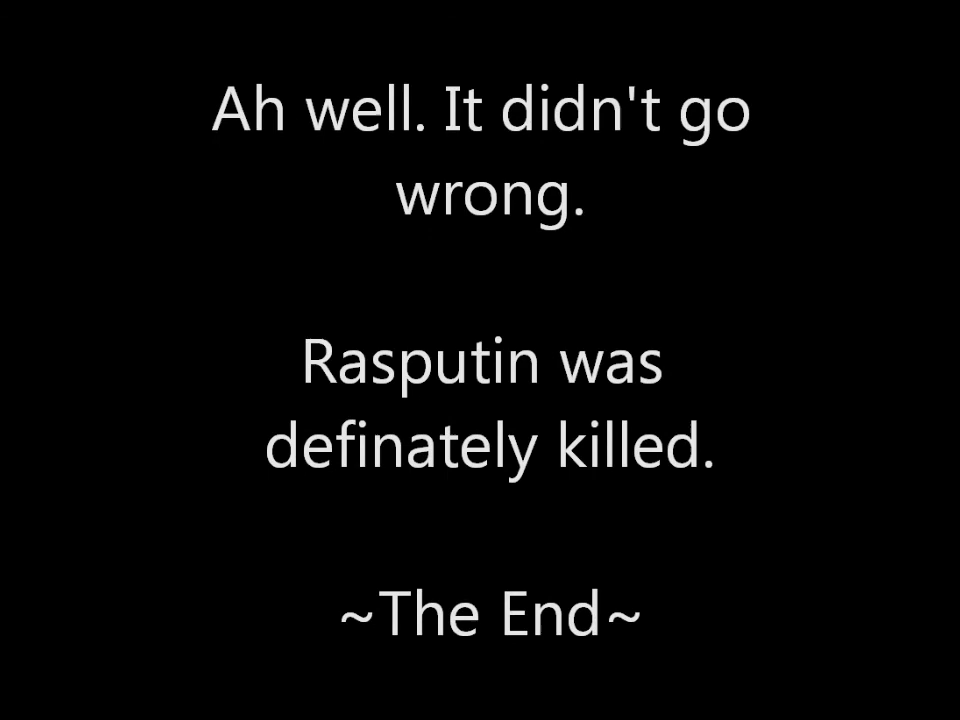 Ah well. It didn't go
wrong.
Rasputin was
definately killed.
~The End~